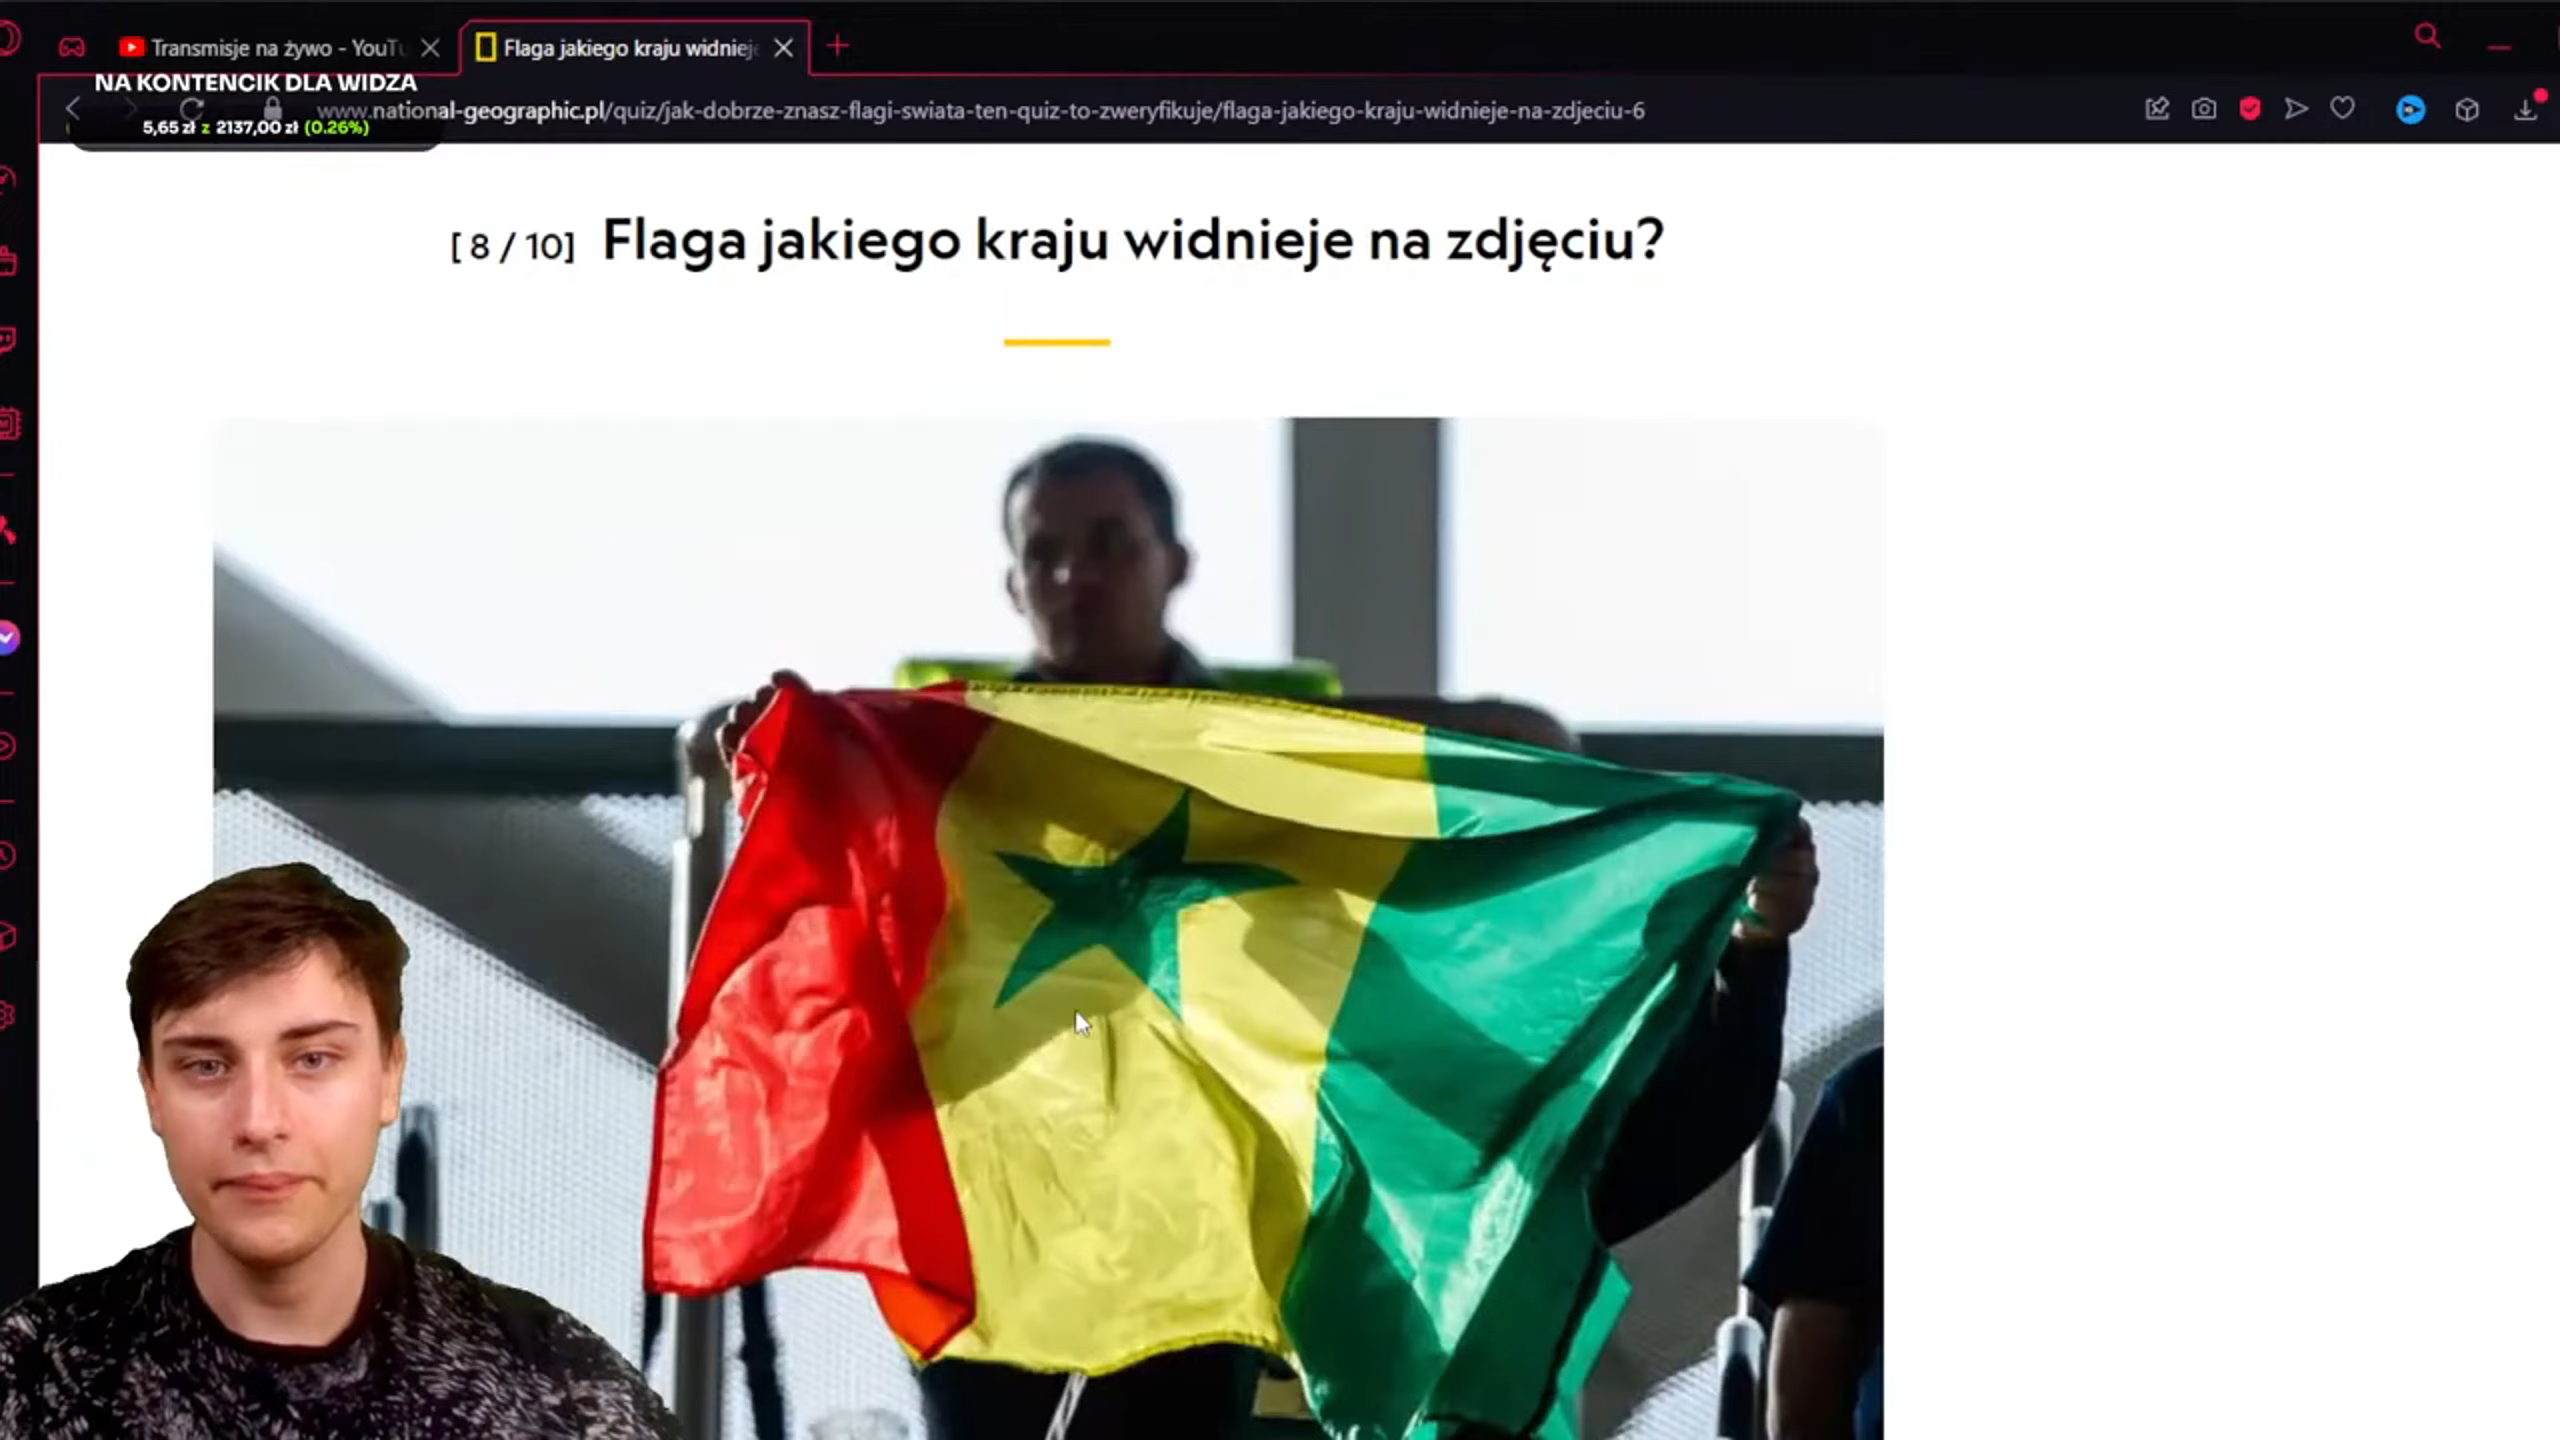 Transmisje na żywo - YouTu
Flaga jakiego kraju widnieje
NA KONTENCIK DLA WIDZA
www.national-geographic.pl/quiz/jak-dobrze-znasz-flagi-swiata-ten-quiz-to-zweryfikuje/flaga-jakiego-kraju-widnieje-na-zdjeciu-6
5,65 zł z 2137,00 zł (0.26%)
[ 8 / 10] Flaga jakiego kraju widnieje na zdjęciu?